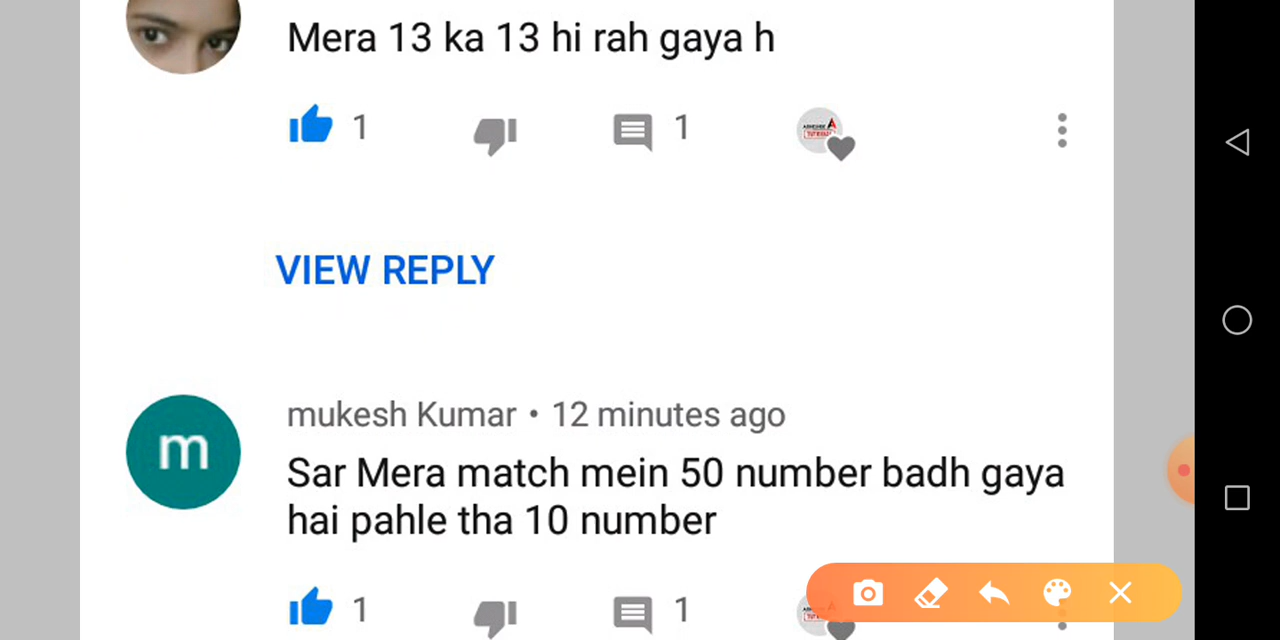 Mera 13 ka 13 hi rah gaya h
1
1
VIEW REPLY
m
mukesh Kumar • 12 minutes ago
Sar Mera match mein 50 number badh gaya
hai pahle tha 10 number
1
1